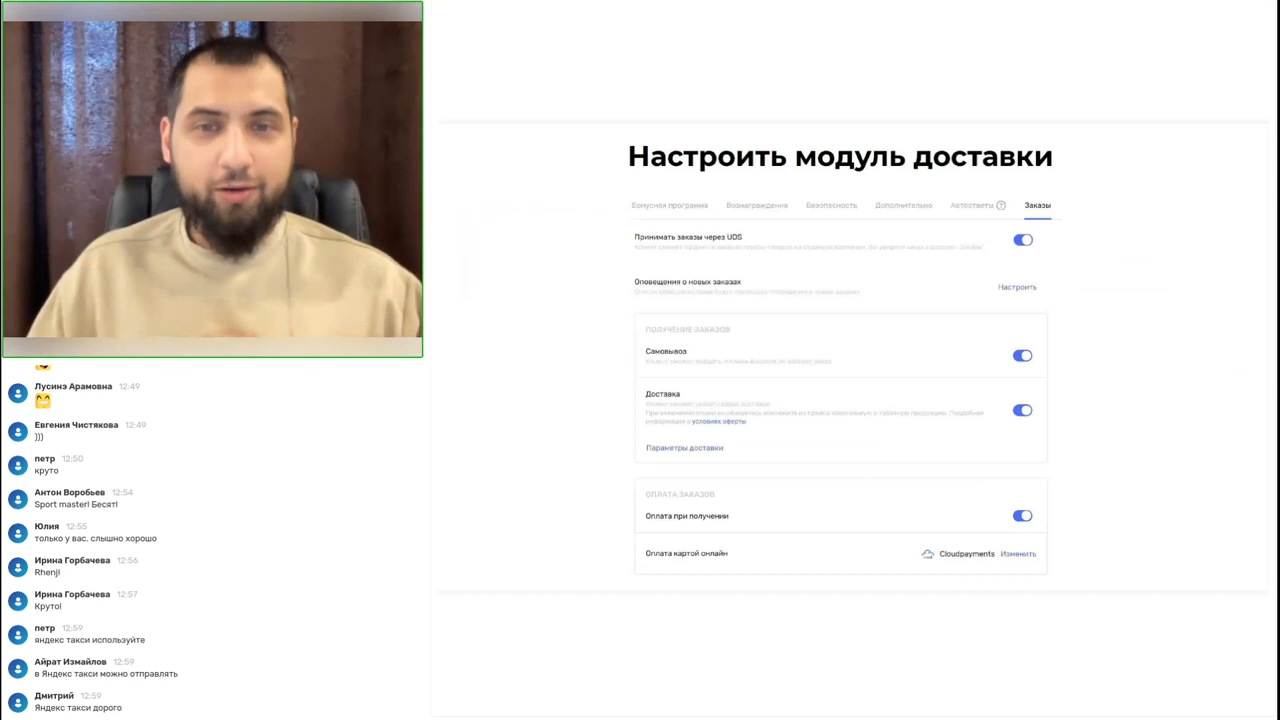 Лусинэ Арамовна 12:49
Евгения Чистякова 12:49
)))
петр 12:50
круто
Антон Воробьев 12:54
Sport master! Бесят!
Юлия 12:55
только у вас. слышно хорошо
Ирина Горбачева 12:56
Rhenj!
Ирина Горбачева 12:57
Круто!
петр 12:59
яндекс такси используйте
Айрат Измайлов 12:59
в Яндекс такси можно отправлять
Дмитрий 12:59
Яндекс такси дорого
Настроить модуль доставки
Бонусная программа Вознаграждения Безопасность Дополнительно Автоответы ? Заказы
Принимать заказы через UDS
Оповещения о новых заказах
Настроить
ПОЛУЧЕНИЕ ЗАКАЗОВ
Самовывоз
Доставка
информация в условиях оферты
Параметры доставки
ОПЛАТА ЗАКАЗОВ
Оплата при получении
Оплата картой онлайн Cloudpayments Изменить